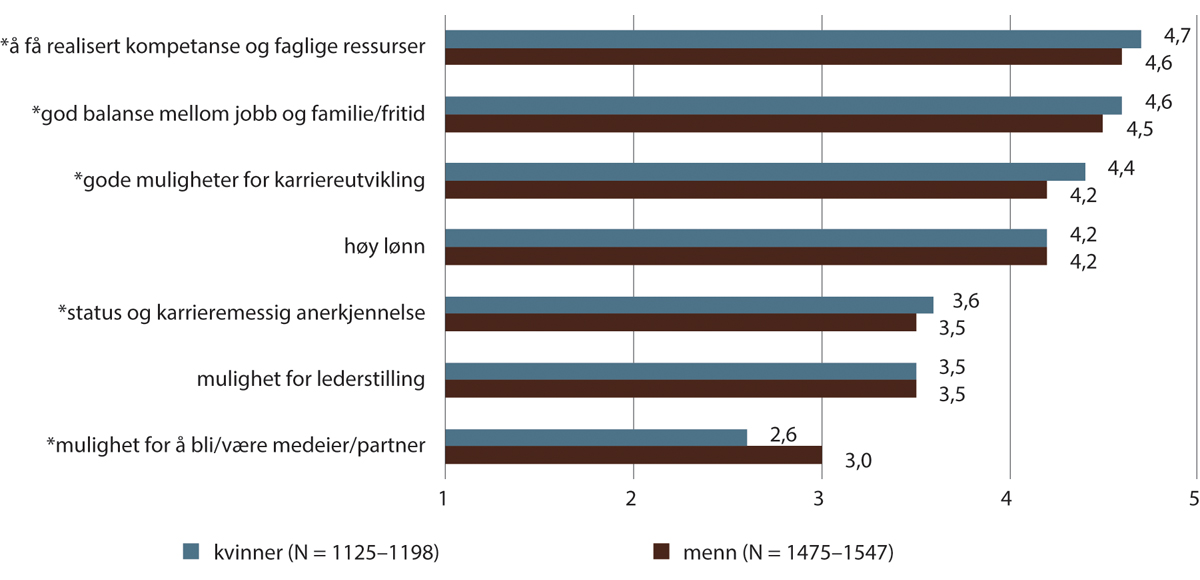 *å få realisert kompetanse og faglige ressurser
4,7
4,6
*god balanse mellom jobb og familie/fritid
4,6
4,5
*gode muligheter for karriereutvikling
4,4
4,2
høy lønn
4,2
4,2
*status og karrieremessig anerkjennelse
3,6
3,5
mulighet for lederstilling
3,5
3,5
*mulighet for å bli/være medeier/partner
2,6
3,0
1 2 3 4 5
kvinner (N = 1125–1198) menn (N = 1475–1547)